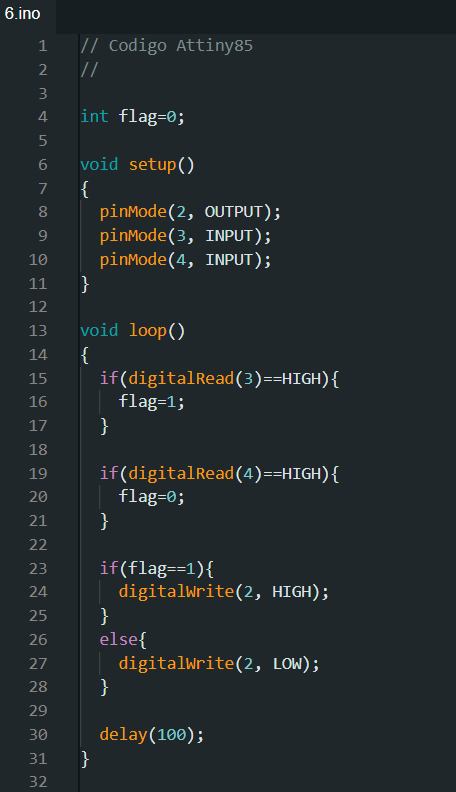 6.ino
1 // Codigo Attiny85
2 //
3
4 int flag=0;
5
6 void setup()
7 {
8   pinMode(2, OUTPUT);
9   pinMode(3, INPUT);
10   pinMode(4, INPUT);
11 }
12
13 void loop()
14 {
15   if(digitalRead(3)==HIGH){
16     flag=1;
17   }
18
19   if(digitalRead(4)==HIGH){
20     flag=0;
21   }
22
23   if(flag==1){
24     digitalWrite(2, HIGH);
25   }
26   else{
27     digitalWrite(2, LOW);
28   }
29
30   delay(100);
31 }
32